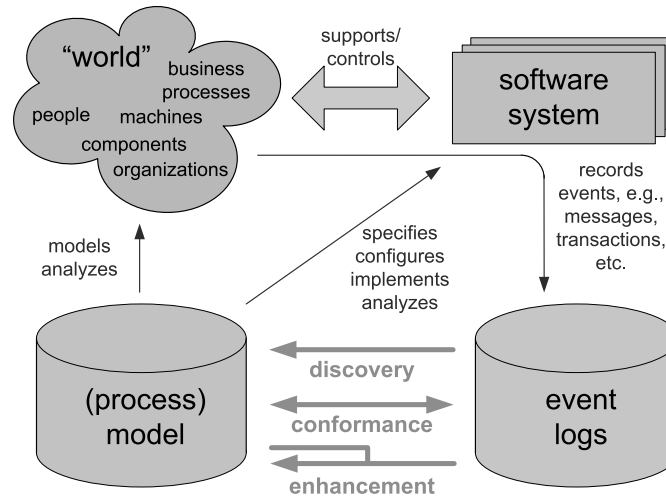 “world”
business
processes
people
machines
components
organizations
supports/
controls
software
system
records
events, e.g.,
messages,
transactions,
etc.
models
analyzes
specifies
configures
implements
analyzes
(process)
model
discovery
conformance
enhancement
event
logs